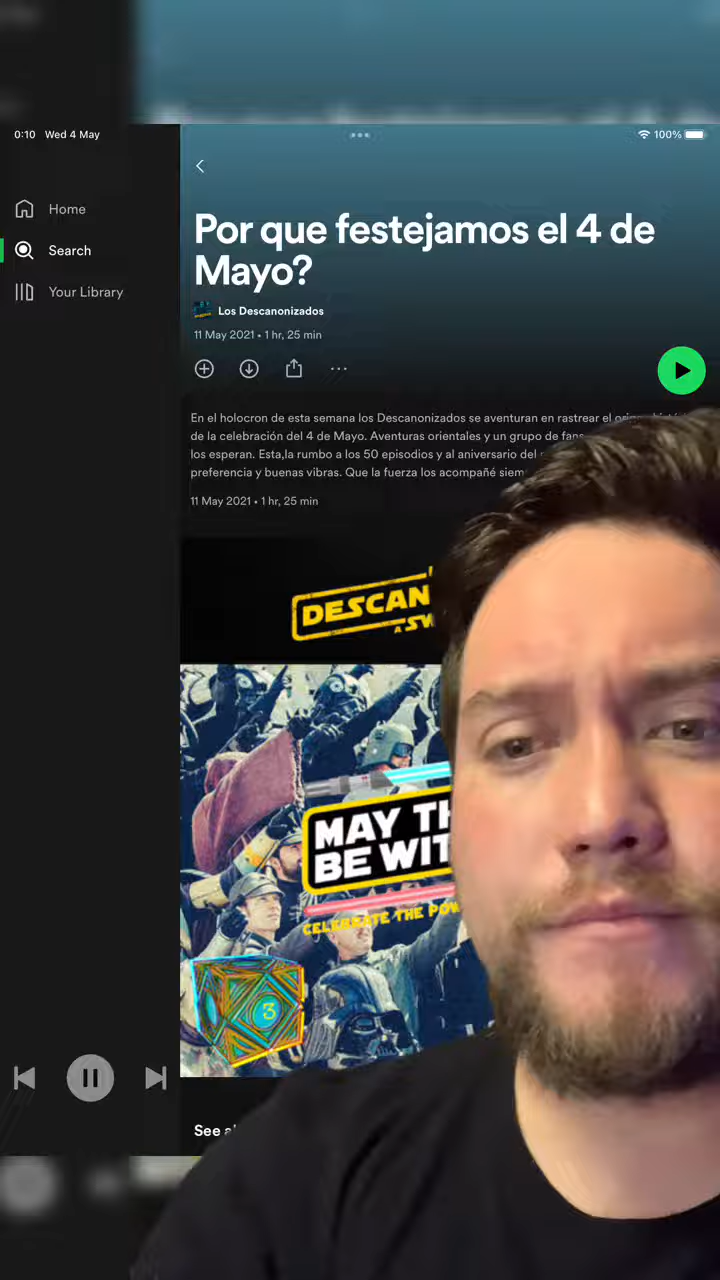 0:10 Wed 4 May
100%
Home
Search
Your Library
Por que festejamos el 4 de
Mayo?
Los Descanonizados
11 May 2021 • 1 hr, 25 min
En el holocron de esta semana los Descanonizados se aventuran en rastrear el
de la celebración del 4 de Mayo. Aventuras orientales y un grupo de fans
los esperan. Esta,la rumbo a los 50 episodios y al aniversario del
preferencia y buenas vibras. Que la fuerza los acompañé
11 May 2021 • 1 hr, 25 min
DESCAN
A SW
MAY TH
BE WIT
CELEBRATE THE POW
3
See al